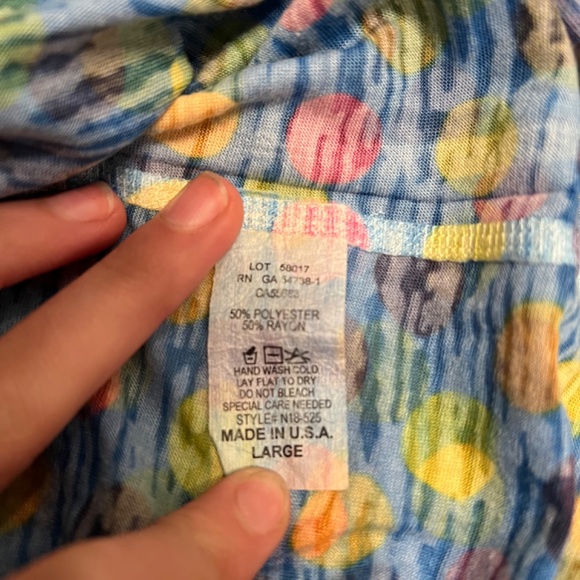 LOT 58017
RN GA
50% POLYESTER
50% RAYON
HAND WASH COLD
LAY FLAT TO DRY
DO NOT BLEACH
SPECIAL CARE NEEDED
STYLE# N18-525
MADE IN U.S.A.
LARGE